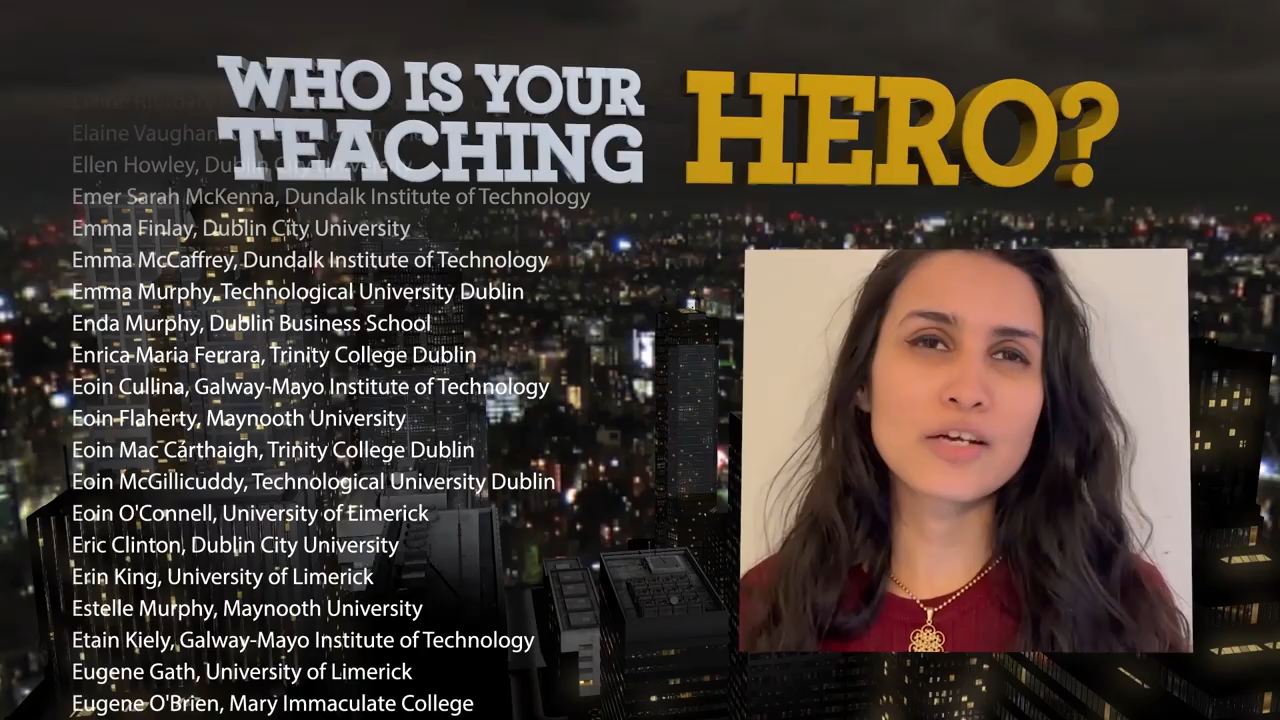 WHO IS YOUR
TEACHING
HERO?
Elaine Vaughan,
Ellen Howley, Dublin City University
Emer Sarah McKenna, Dundalk Institute of Technology
Emma Finlay, Dublin City University
Emma McCaffrey, Dundalk Institute of Technology
Emma Murphy, Technological University Dublin
Enda Murphy, Dublin Business School
Enrica Maria Ferrara, Trinity College Dublin
Eoin Cullina, Galway-Mayo Institute of Technology
Eoin Flaherty, Maynooth University
Eoin Mac Cárthaigh, Trinity College Dublin
Eoin McGillicuddy, Technological University Dublin
Eoin O'Connell, University of Limerick
Eric Clinton, Dublin City University
Erin King, University of Limerick
Estelle Murphy, Maynooth University
Etain Kiely, Galway-Mayo Institute of Technology
Eugene Gath, University of Limerick
Eugene O'Brien, Mary Immaculate College